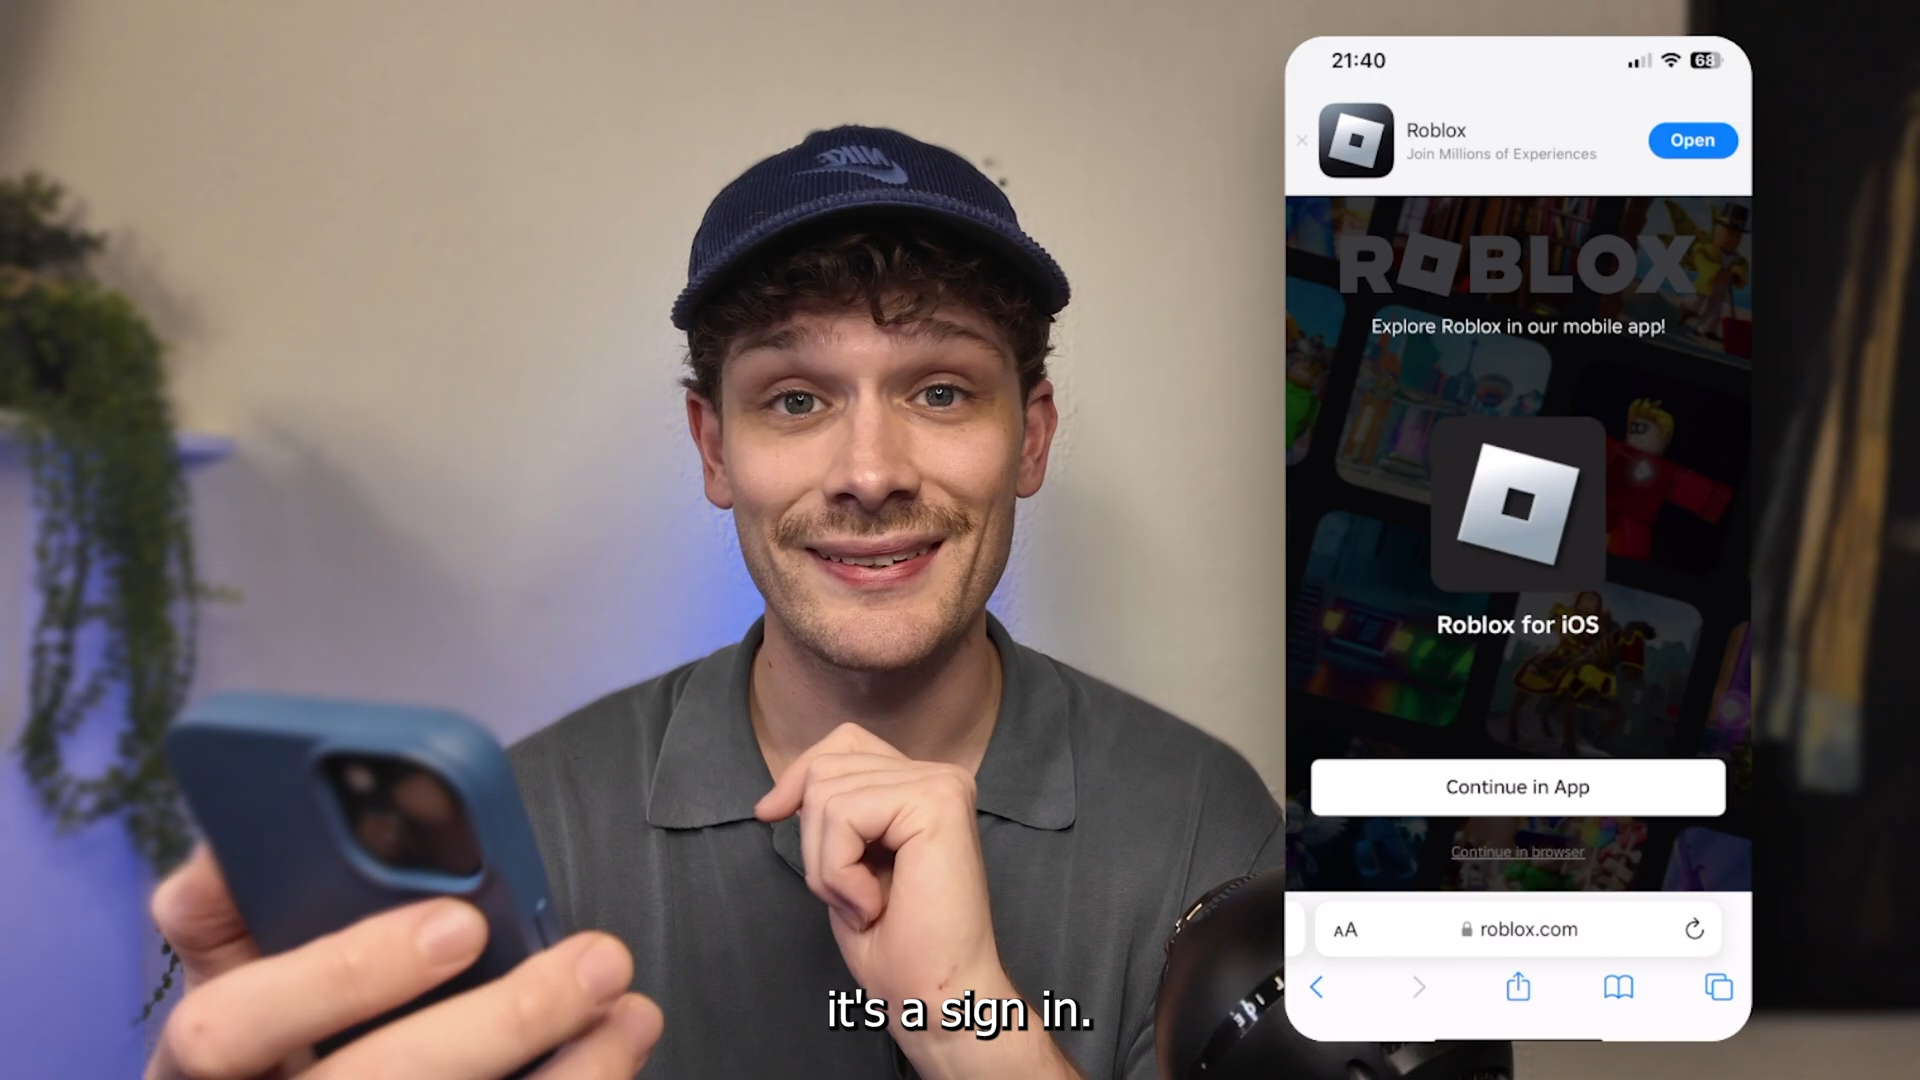 NIKE
21:40
68
Roblox
Join Millions of Experiences
Open
ROBLOX
Explore Roblox in our mobile app!
Roblox for iOS
Continue in App
Continue in browser
AA
roblox.com
it's a sign in.